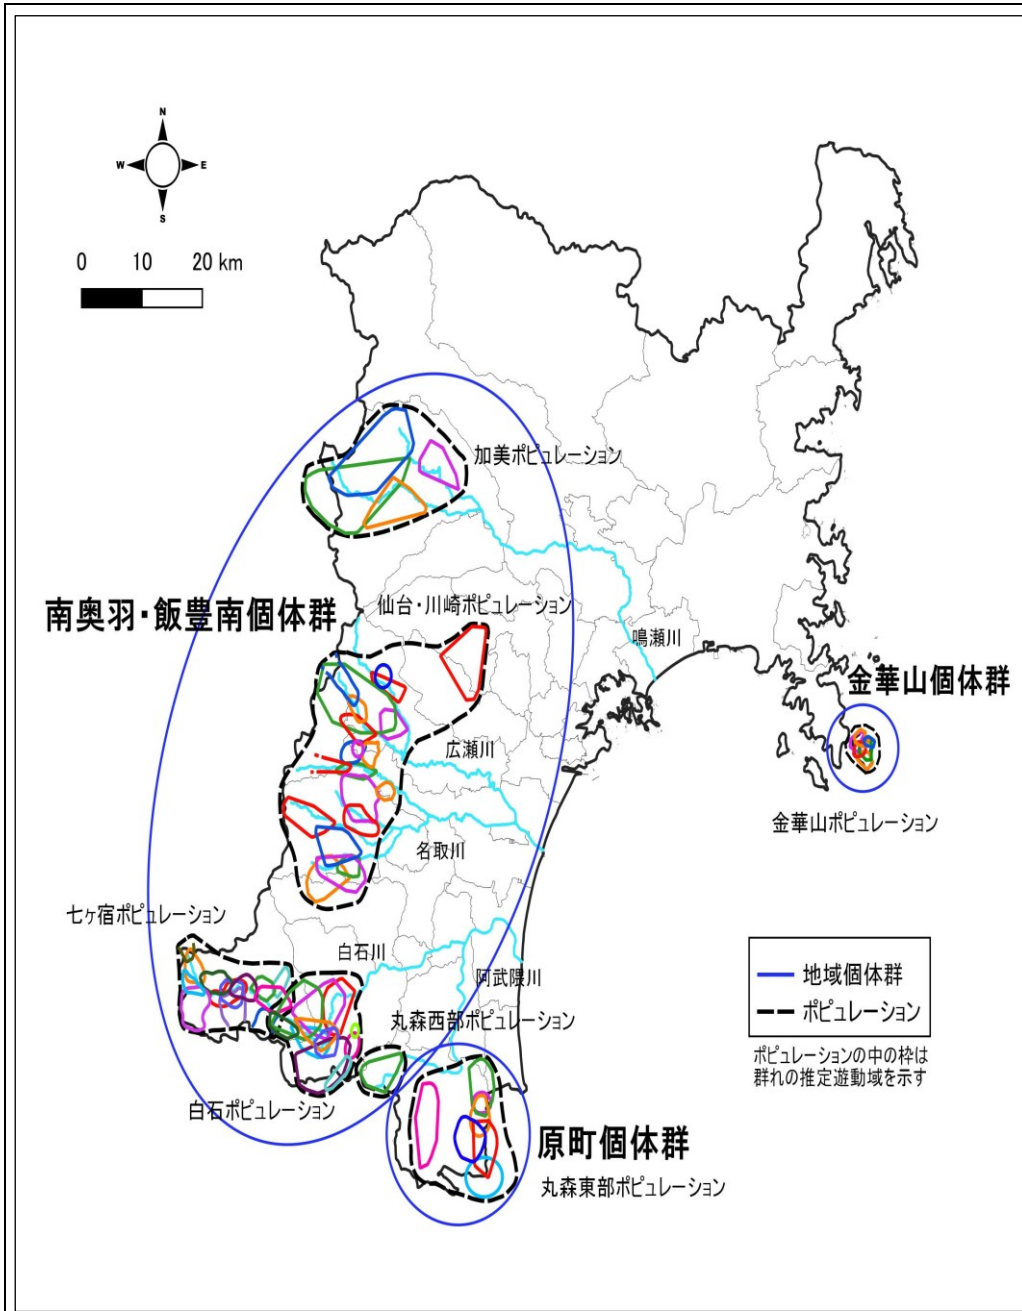 N
W
E
S
0 10 20 km
加美ポピュレーション
南奥羽・飯豊南個体群
仙台・川崎ポピュレーション
鳴瀬川
金華山個体群
広瀬川
金華山ポピュレーション
名取川
七ヶ宿ポピュレーション
白石川
阿武隈川
丸森西部ポピュレーション
白石ポピュレーション
原町個体群
丸森東部ポピュレーション
地域個体群
ポピュレーション
ポピュレーションの中の枠は
群れの推定遊動域を示す